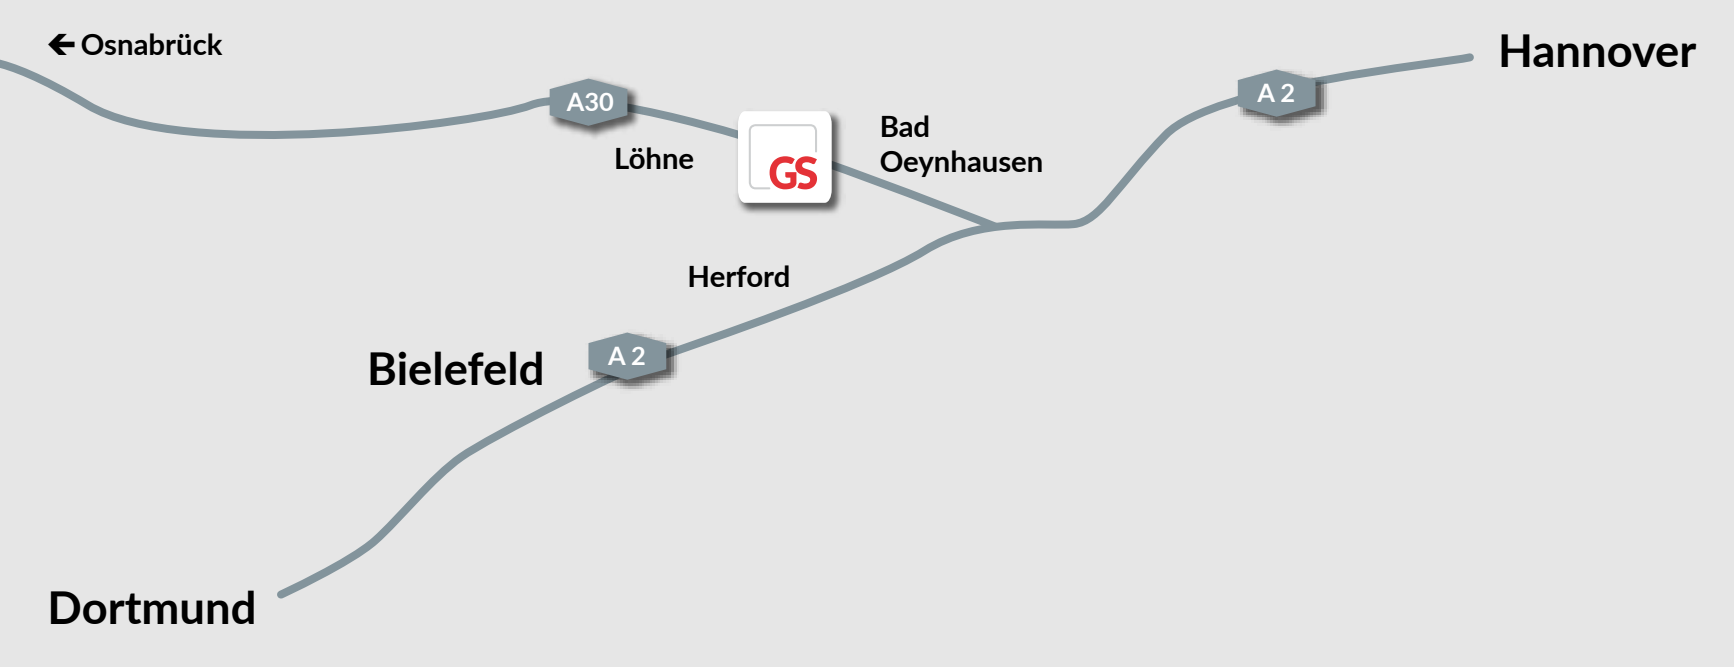 🡰 Osnabrück
Hannover
A30
A 2
Löhne
GS
Bad
Oeynhausen
Herford
Bielefeld
A 2
Dortmund